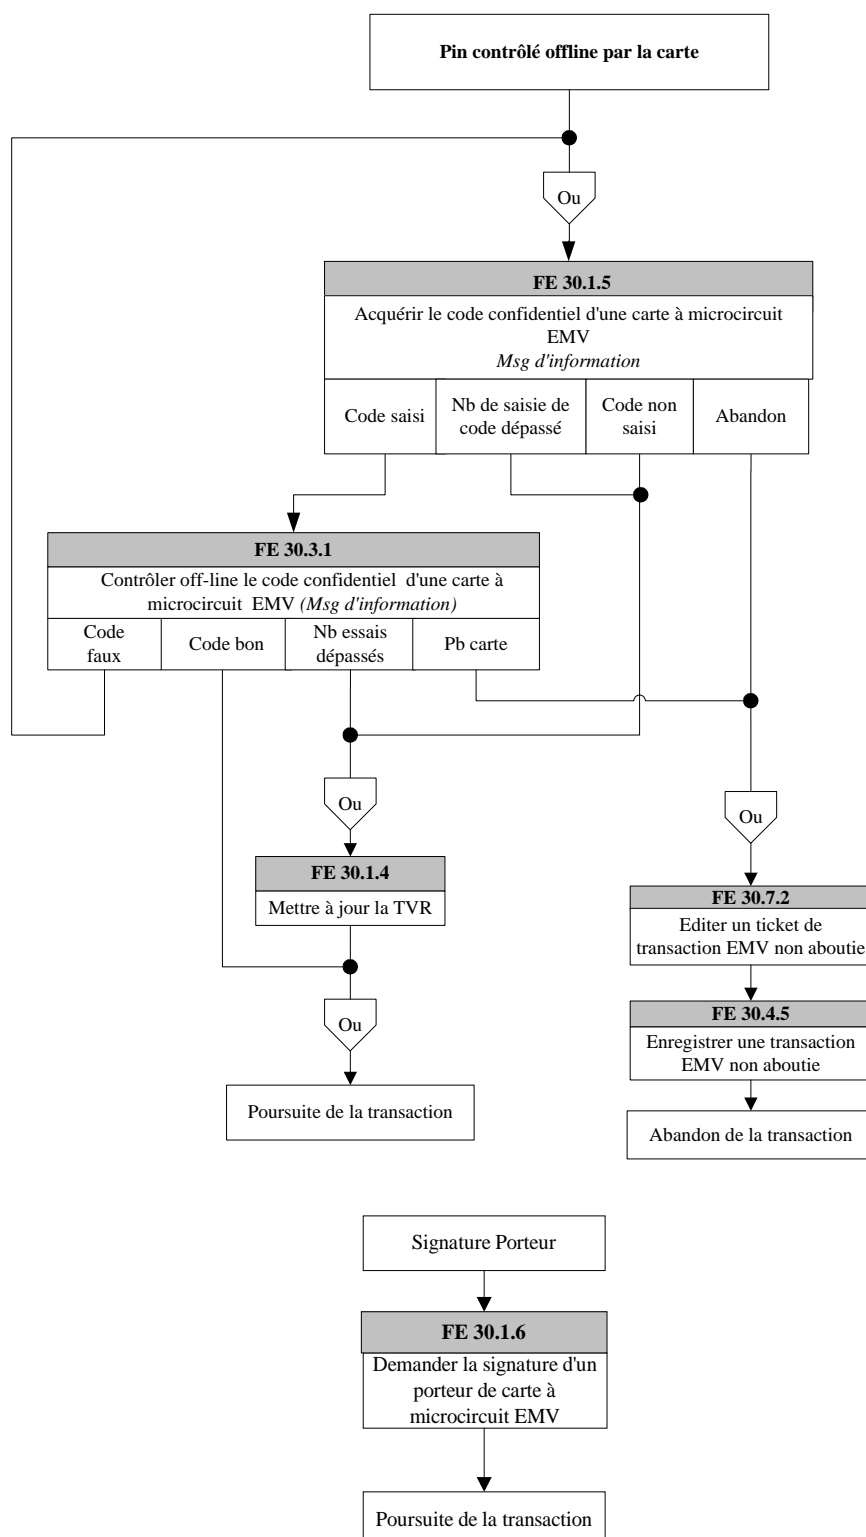 Pin contrôlé offline par la carte
Ou
FE 30.1.5
Acquérir le code confidentiel d'une carte à microcircuit
EMV
Msg d'information
Code saisi
Nb de saisie de
code dépassé
Code non
saisi
Abandon
FE 30.3.1
Contrôler off-line le code confidentiel d'une carte à
microcircuit EMV (Msg d'information)
Code
faux
Code bon
Nb essais
dépassés
Pb carte
Ou
Ou
FE 30.1.4
Mettre à jour la TVR
FE 30.7.2
Editer un ticket de
transaction EMV non aboutie
Ou
FE 30.4.5
Enregistrer une transaction
EMV non aboutie
Poursuite de la transaction
Abandon de la transaction
Signature Porteur
FE 30.1.6
Demander la signature d'un
porteur de carte à
microcircuit EMV
Poursuite de la transaction